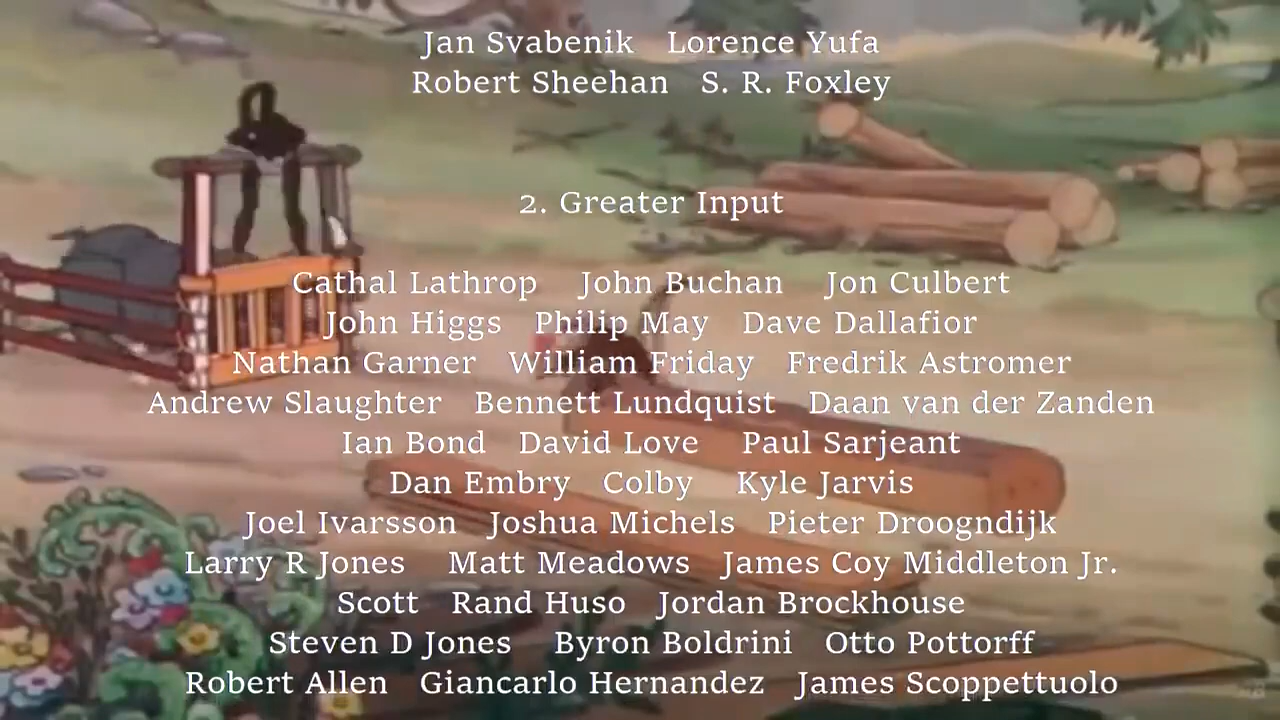 Jan Svabenik Lorence Yufa
Robert Sheehan S. R. Foxley
2. Greater Input
Cathal Lathrop John Buchan Jon Culbert
John Higgs Philip May Dave Dallafior
Nathan Garner William Friday Fredrik Astromer
Andrew Slaughter Bennett Lundquist Daan van der Zanden
Ian Bond David Love Paul Sarjeant
Dan Embry Colby Kyle Jarvis
Joel Ivarsson Joshua Michels Pieter Droogndijk
Larry R Jones Matt Meadows James Coy Middleton Jr.
Scott Rand Huso Jordan Brockhouse
Steven D Jones Byron Boldrini Otto Pottorff
Robert Allen Giancarlo Hernandez James Scoppettuolo